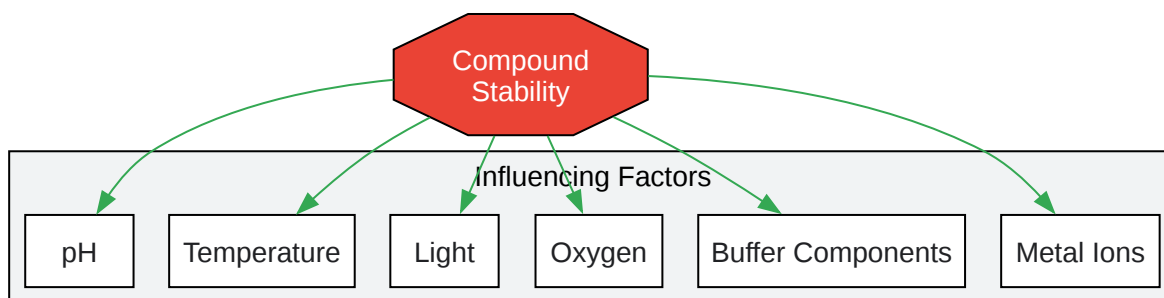 Compound
Stability
Influencing Factors
pH
Temperature
Light
Oxygen
Buffer Components
Metal Ions